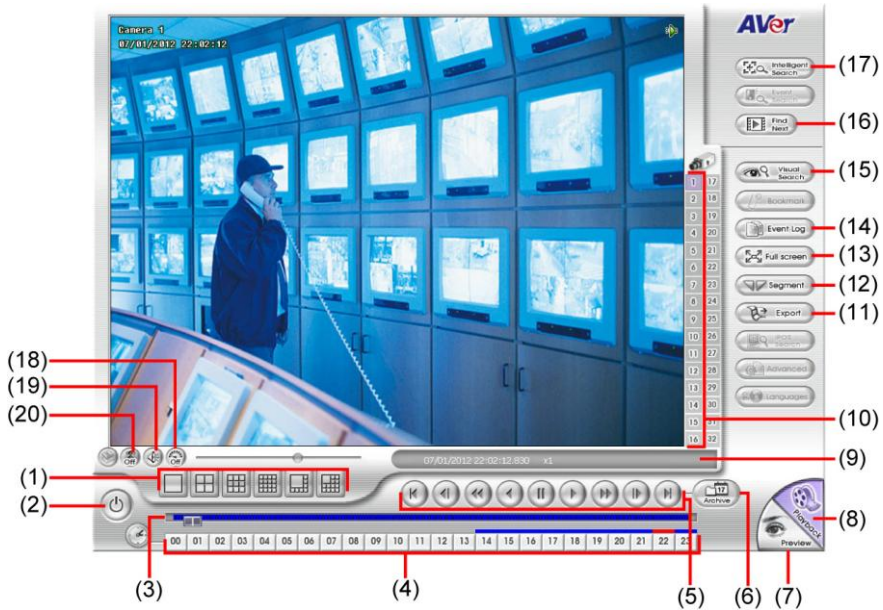 AVer
Camera 1
07/01/2012 22:02:12
Intelligent Search (17)
Event Search
Find Next (16)
Visual Search (15)
Bookmark
Event Log (14)
Full screen (13)
Segment (12)
Export (11)
Advanced
Languages
1 17
2 18
3 19
4 20
5 21
6 22
7 23
8 24
9 25
10 26
11 27
12 28
13 29
14 30
15 31
16 32
(10)
(18)
(19)
(20)
Off Off
07/01/2012 22:02:12.830 x1
(9)
(1)
(2)
17
Archive
Playback
(8)
Preview
(3)
00 01 02 03 04 05 06 07 08 09 10 11 12 13 14 15 16 17 18 19 20 21 22 23
(4)
(5)
(6)
(7)